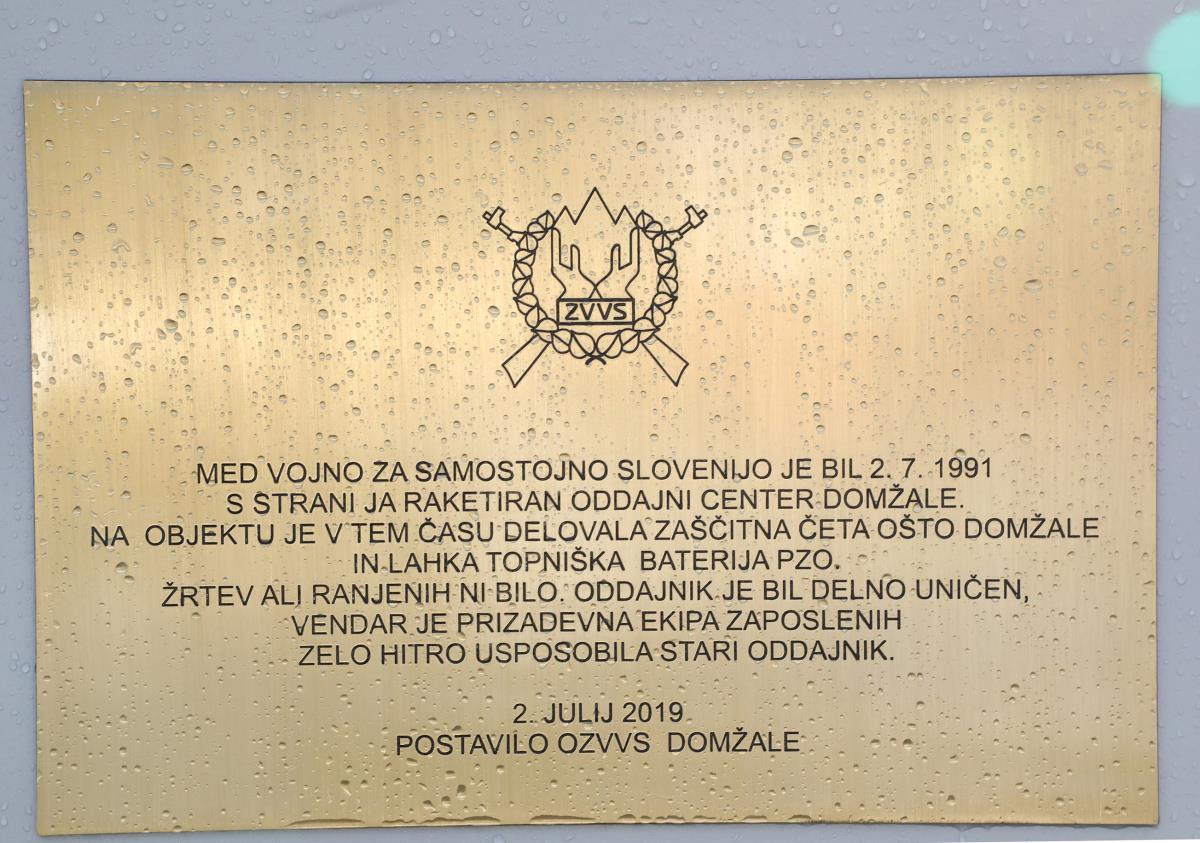 ZVVS
MED VOJNO ZA SAMOSTOJNO SLOVENIJO JE BIL 2. 7. 1991
S STRANI JA RAKETIRAN ODDAJNI CENTER DOMŽALE.
NA OBJEKTU JE V TEM ČASU DELOVALA ZAŠČITNA ČETA OŠTO DOMŽALE
IN LAHKA TOPNIŠKA BATERIJA PZO.
ŽRTEV ALI RANJENIH NI BILO. ODDAJNIK JE BIL DELNO UNIČEN,
VENDAR JE PRIZADEVNA EKIPA ZAPOSLENIH
ZELO HITRO USPOSOBILA STARI ODDAJNIK.
2. JULIJ 2019
POSTAVILO OZVVS DOMŽALE